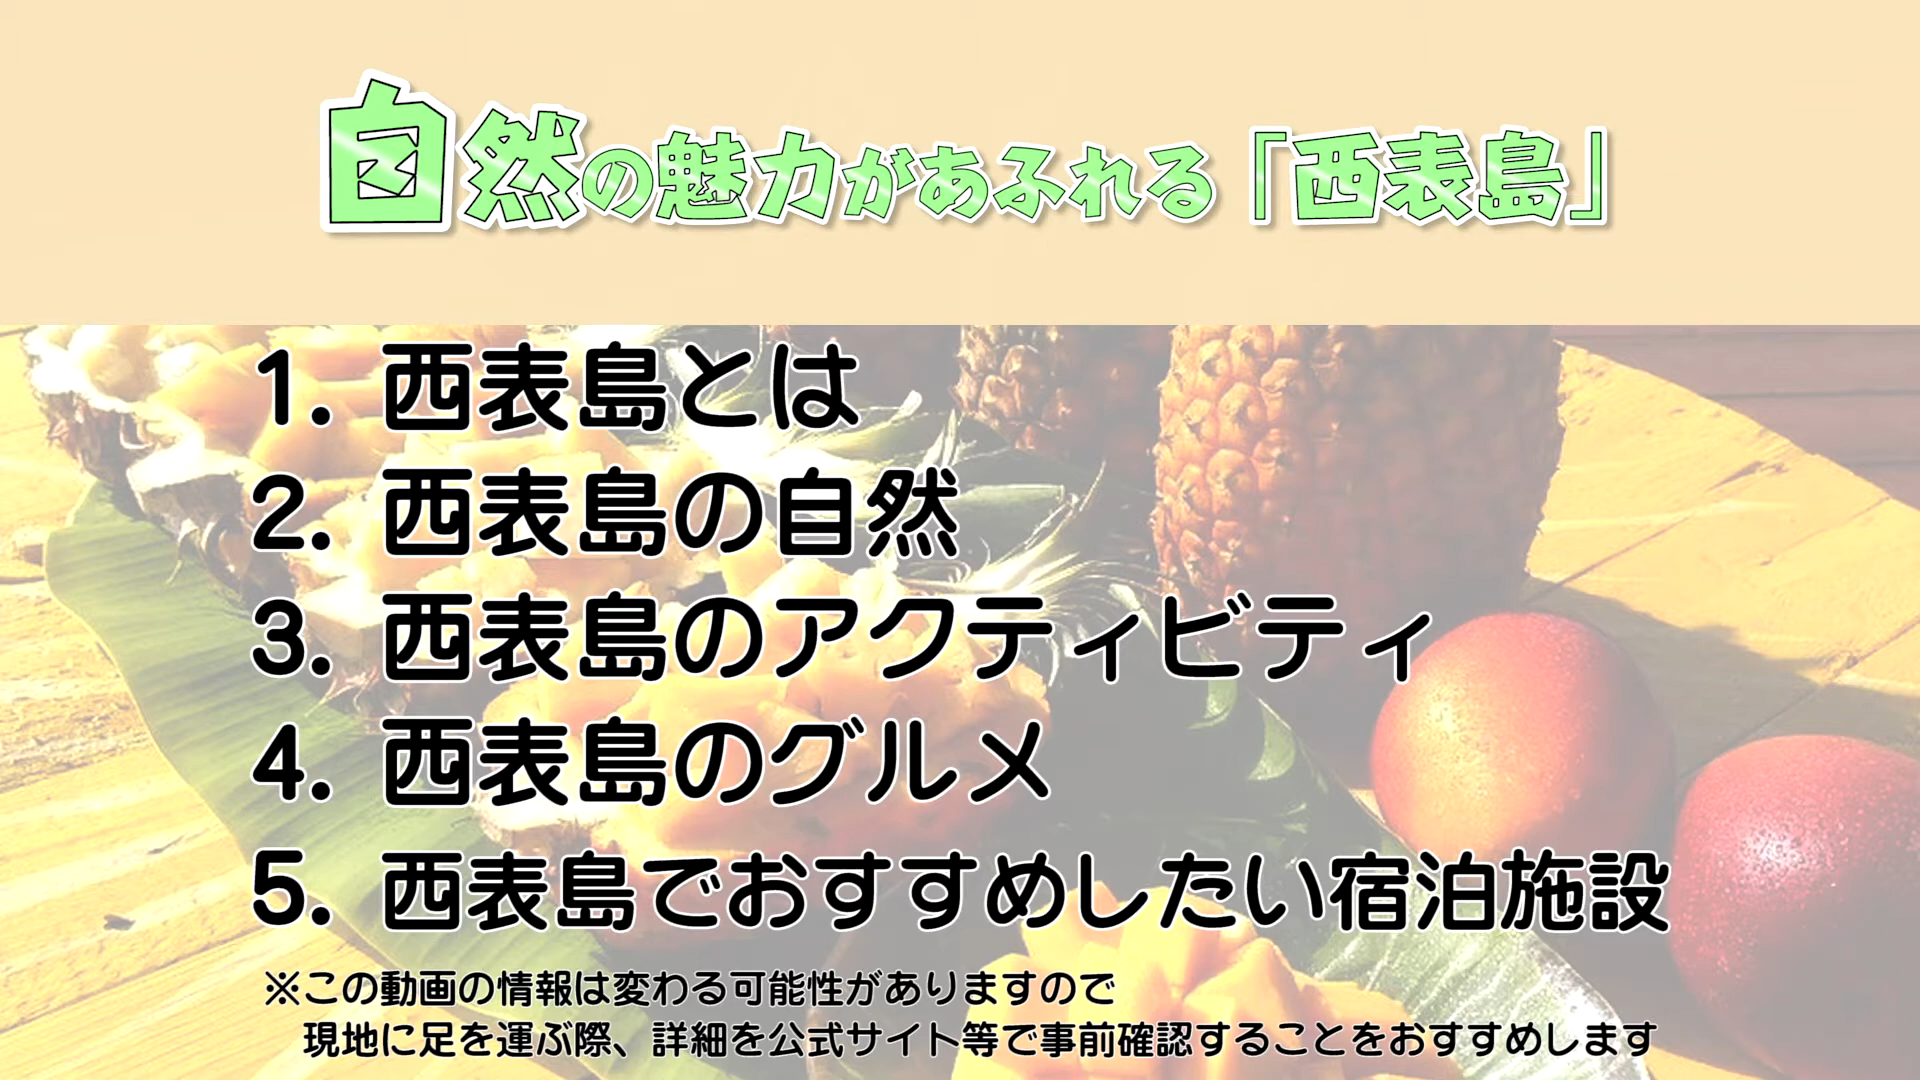 自然の魅力があふれる「西表島」
1. 西表島とは
2. 西表島の自然
3. 西表島のアクティビティ
4. 西表島のグルメ
5. 西表島でおすすめしたい宿泊施設
※この動画の情報は変わる可能性がありますので
現地に足を運ぶ際、詳細を公式サイト等で事前確認することをおすすめします